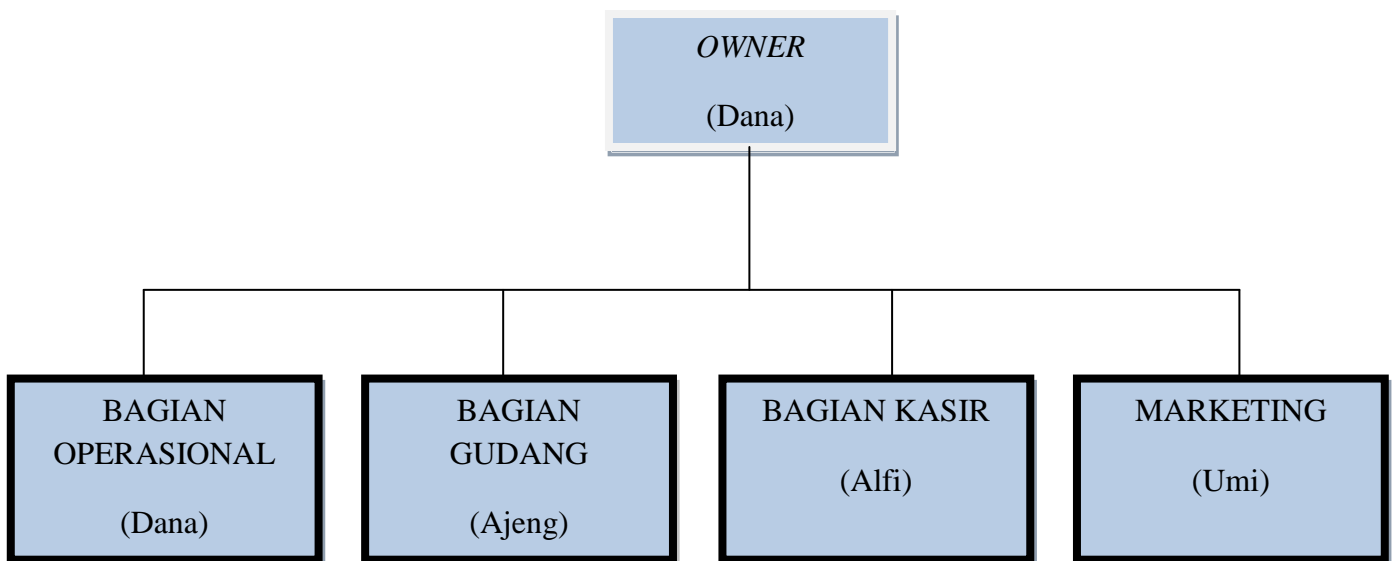 OWNER
(Dana)
BAGIAN
OPERASIONAL
(Dana)
BAGIAN
GUDANG
(Ajeng)
BAGIAN KASIR
(Alfi)
MARKETING
(Umi)